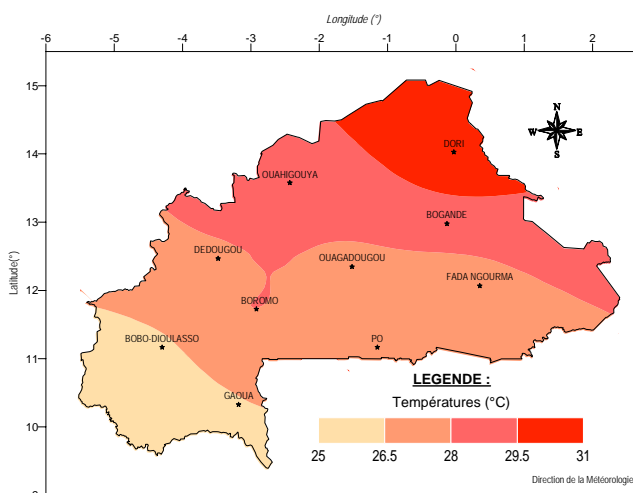 Longitude (°)
-6 -5 -4 -3 -2 -1 0 1 2
Latitude(°)
15
14
13
12
11
10
N
W E
S
DORI
OUAHIGOUYA
BOGANDE
DEDOUGOU
OUAGADOUGOU
FADA NGOURMA
BOROMO
BOBO-DIOULASSO
PO
GAOUA
LEGENDE :
Températures (°C)
25 26.5 28 29.5 31
Direction de la Météorologie